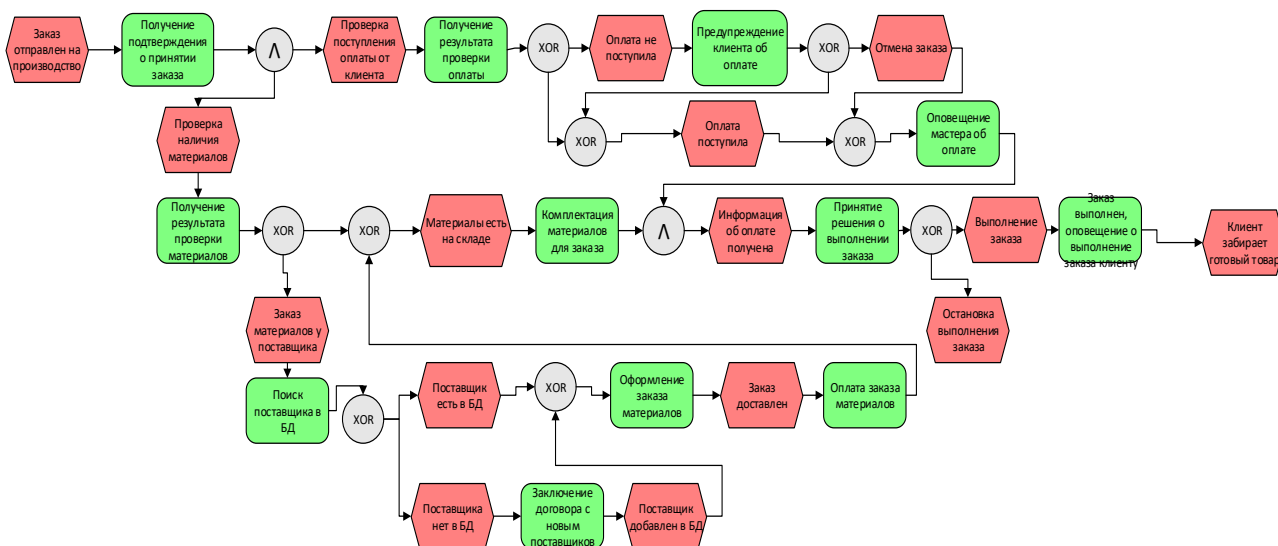 Заказ
отправлен на
производство
Получение
подтверждения
о принятии
заказа
Λ
Проверка
поступления
оплаты от
клиента
Получение
результата
проверки
оплаты
XOR
Оплата не
поступила
Предупреждение
клиента об
оплате
XOR
Отмена заказа
Проверка
наличия
материалов
XOR
Оплата
поступила
XOR
Оповещение
мастера об
оплате
Получение
результата
проверки
материалов
XOR
XOR
Материалы есть
на складе
Комплектация
материалов
для заказа
Λ
Информация
об оплате
получена
Принятие
решения о
выполнении
заказа
XOR
Выполнение
заказа
Заказ
выполнен,
оповещение о
выполнение
заказа клиенту
Клиент
забирает
готовый товар
Заказ
материалов у
поставщика
Остановка
выполнения
заказа
Поиск
поставщика в
БД
XOR
Поставщик
есть в БД
XOR
Оформление
заказа
материалов
Заказ
доставлен
Оплата заказа
материалов
Поставщика
нет в БД
Заключение
договора с
новым
поставщиков
Поставщик
добавлен в БД